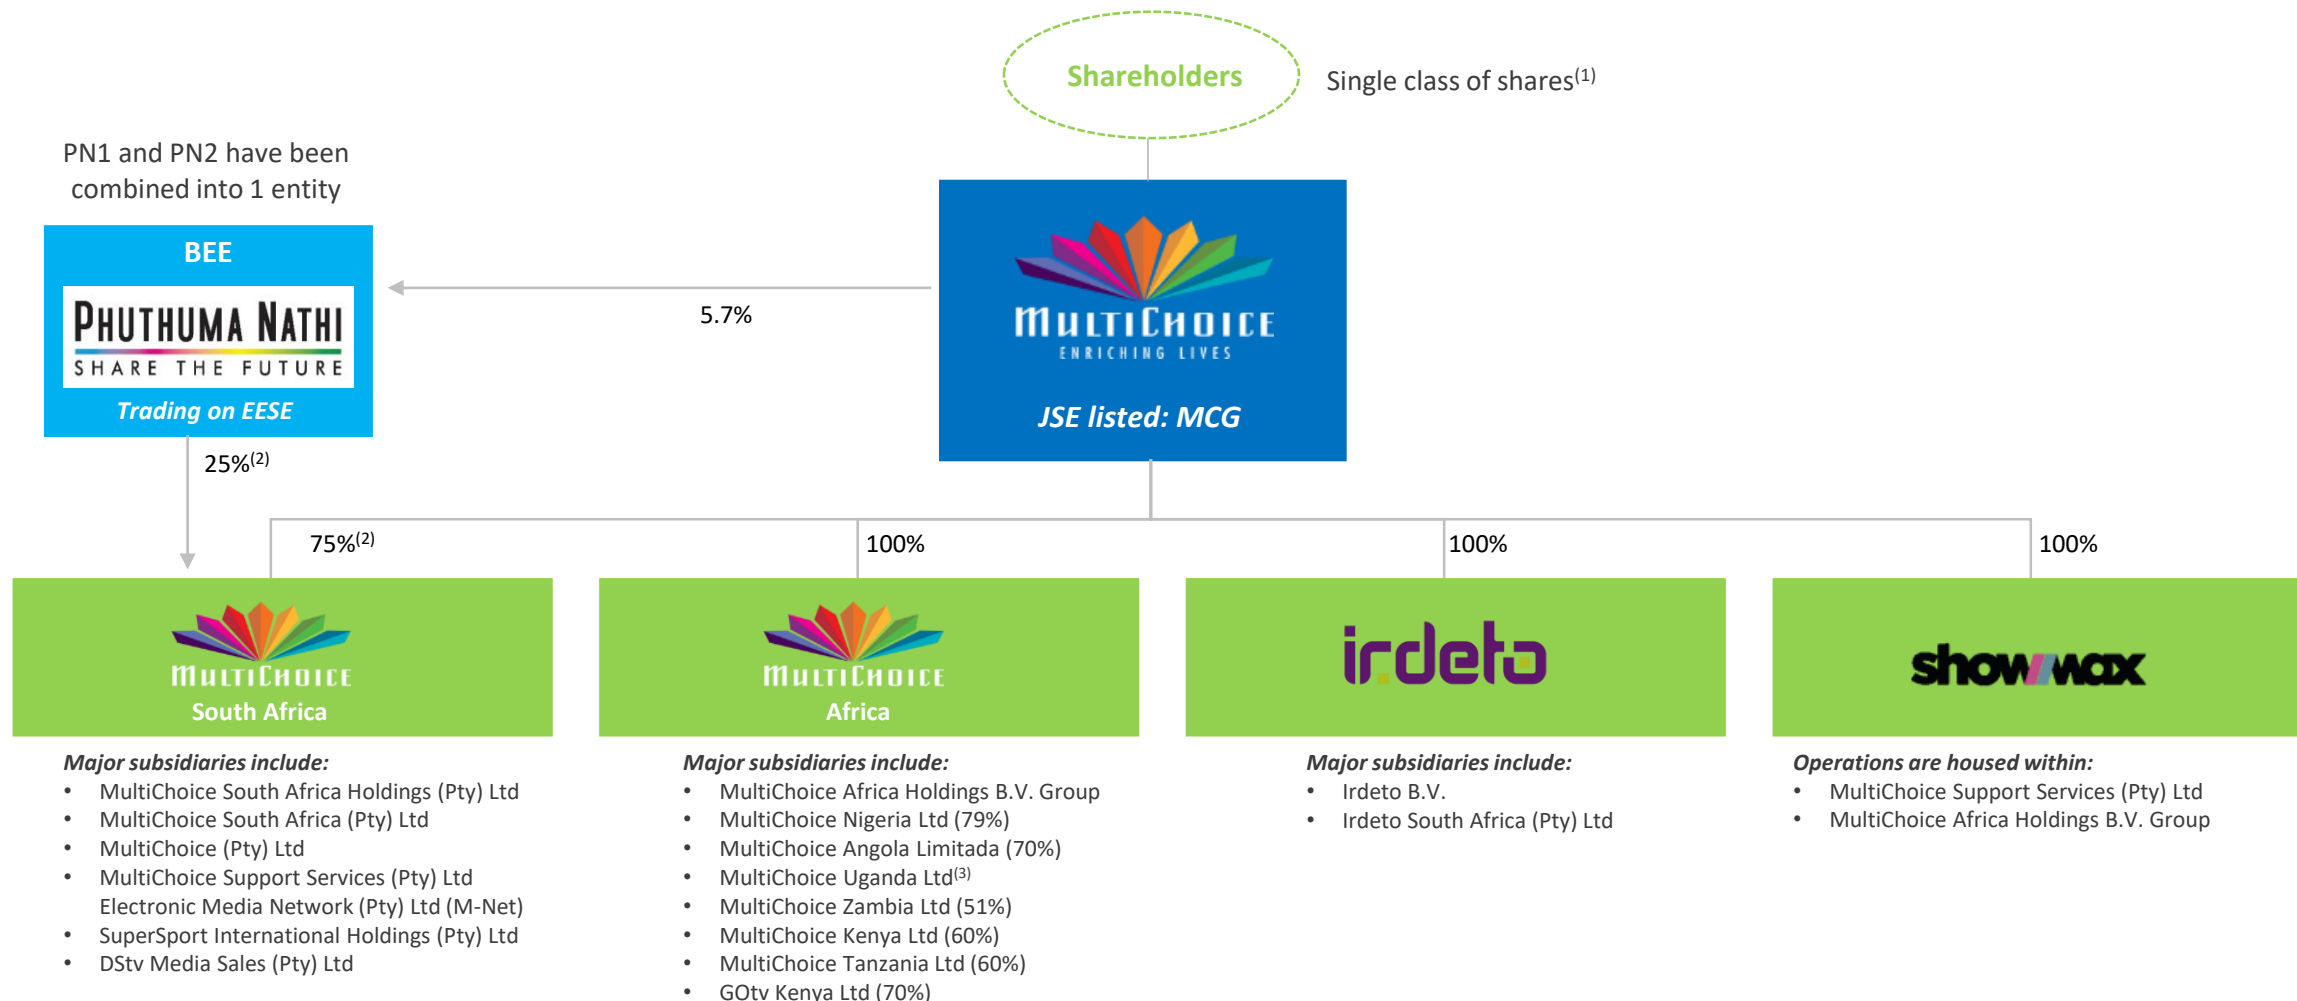 Shareholders
Single class of shares(1)
PN1 and PN2 have been
combined into 1 entity
BEE
PHUTHUMA NATHI
SHARE THE FUTURE
Trading on EESE
5.7%
MULTICHOICE
ENRICHING LIVES
JSE listed: MCG
25%(2)
75%(2)
100%
100%
100%
MULTICHOICE
South Africa
Major subsidiaries include:
• MultiChoice South Africa Holdings (Pty) Ltd
• MultiChoice South Africa (Pty) Ltd
• MultiChoice (Pty) Ltd
• MultiChoice Support Services (Pty) Ltd
Electronic Media Network (Pty) Ltd (M-Net)
• SuperSport International Holdings (Pty) Ltd
• DStv Media Sales (Pty) Ltd
MULTICHOICE
Africa
Major subsidiaries include:
• MultiChoice Africa Holdings B.V. Group
• MultiChoice Nigeria Ltd (79%)
• MultiChoice Angola Limitada (70%)
• MultiChoice Uganda Ltd(3)
• MultiChoice Zambia Ltd (51%)
• MultiChoice Kenya Ltd (60%)
• MultiChoice Tanzania Ltd (60%)
• GOtv Kenya Ltd (70%)
irdeto
Major subsidiaries include:
• Irdeto B.V.
• Irdeto South Africa (Pty) Ltd
showmax
Operations are housed within:
• MultiChoice Support Services (Pty) Ltd
• MultiChoice Africa Holdings B.V. Group